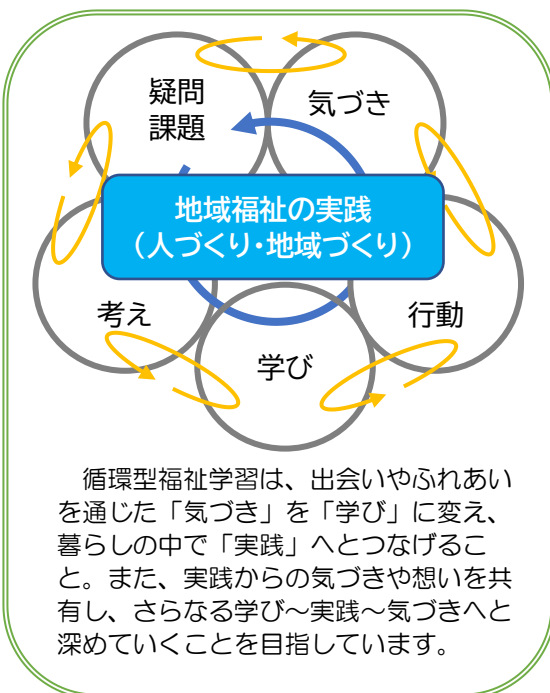 疑問
課題
気づき
地域福祉の実践
（人づくり・地域づくり）
考え
行動
学び
循環型福祉学習は、出会いやふれあい
を通じた「気づき」を「学び」に変え、
暮らしの中で「実践」へとつなげるこ
と。また、実践からの気づきや想いを共
有し、さらなる学び～実践～気づきへと
深めていくことを目指しています。